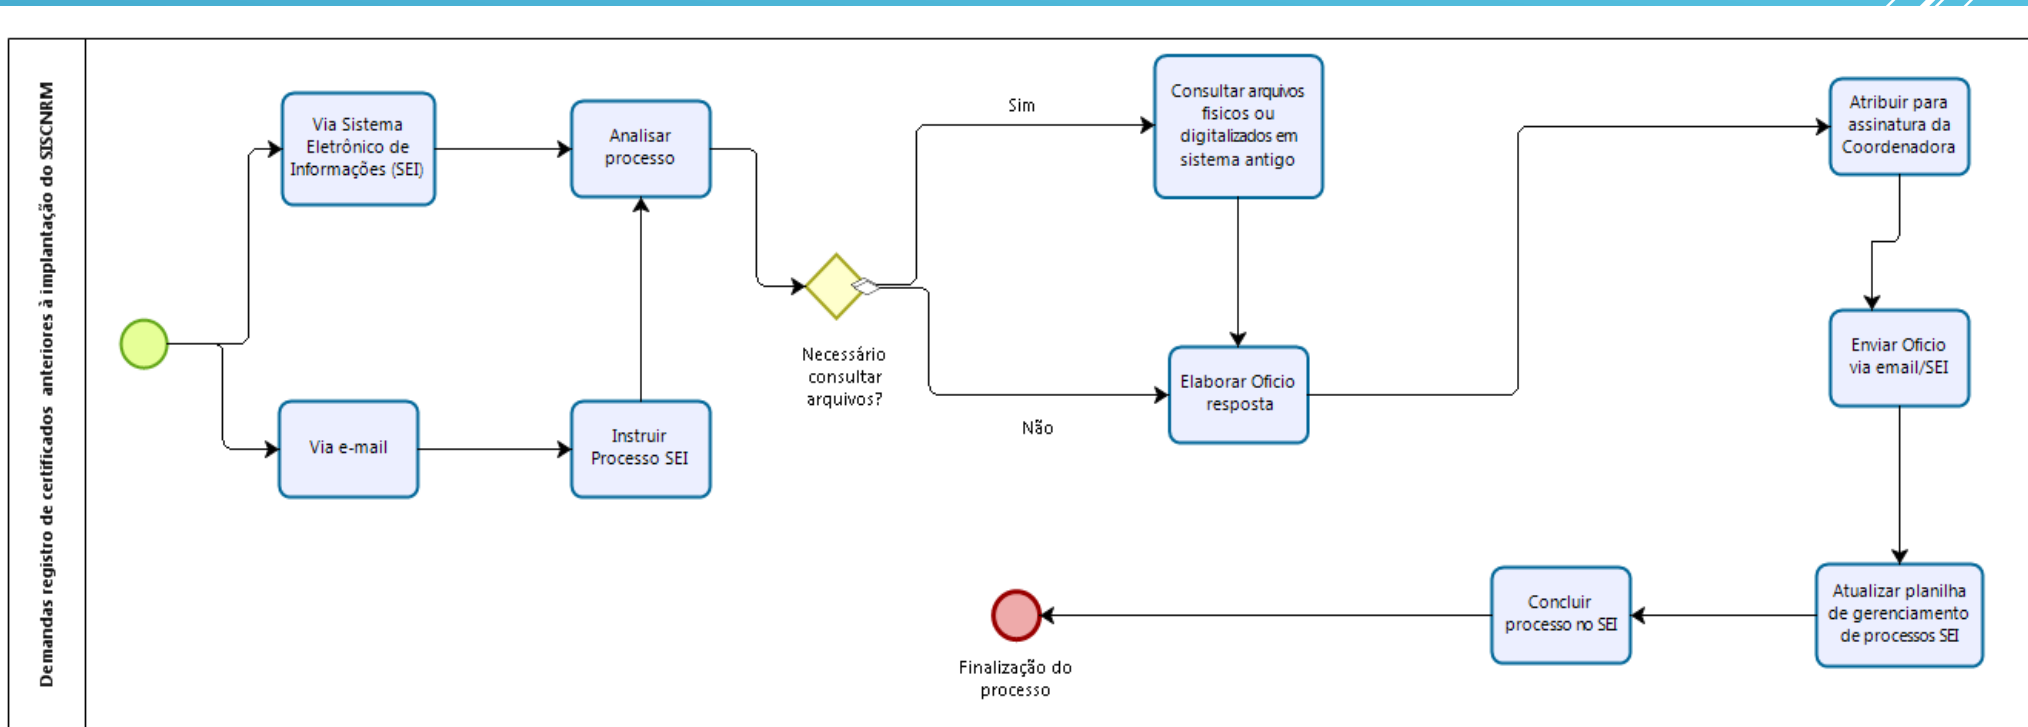 Demandas registro de certificados anteriores à implantação do SISCNRM
Via Sistema
Eletrônico de
Informações (SEI)
Analisar
processo
Via e-mail
Instruir
Processo SEI
Necessário
consultar
arquivos?
Sim
Não
Consultar arquivos
fisicos ou
digitalizados em
sistema antigo
Elaborar Oficio
resposta
Atribuir para
assinatura da
Coordenadora
Enviar Oficio
via email/SEI
Atualizar planilha
de gerenciamento
de processos SEI
Concluir
processo no SEI
Finalização do
processo